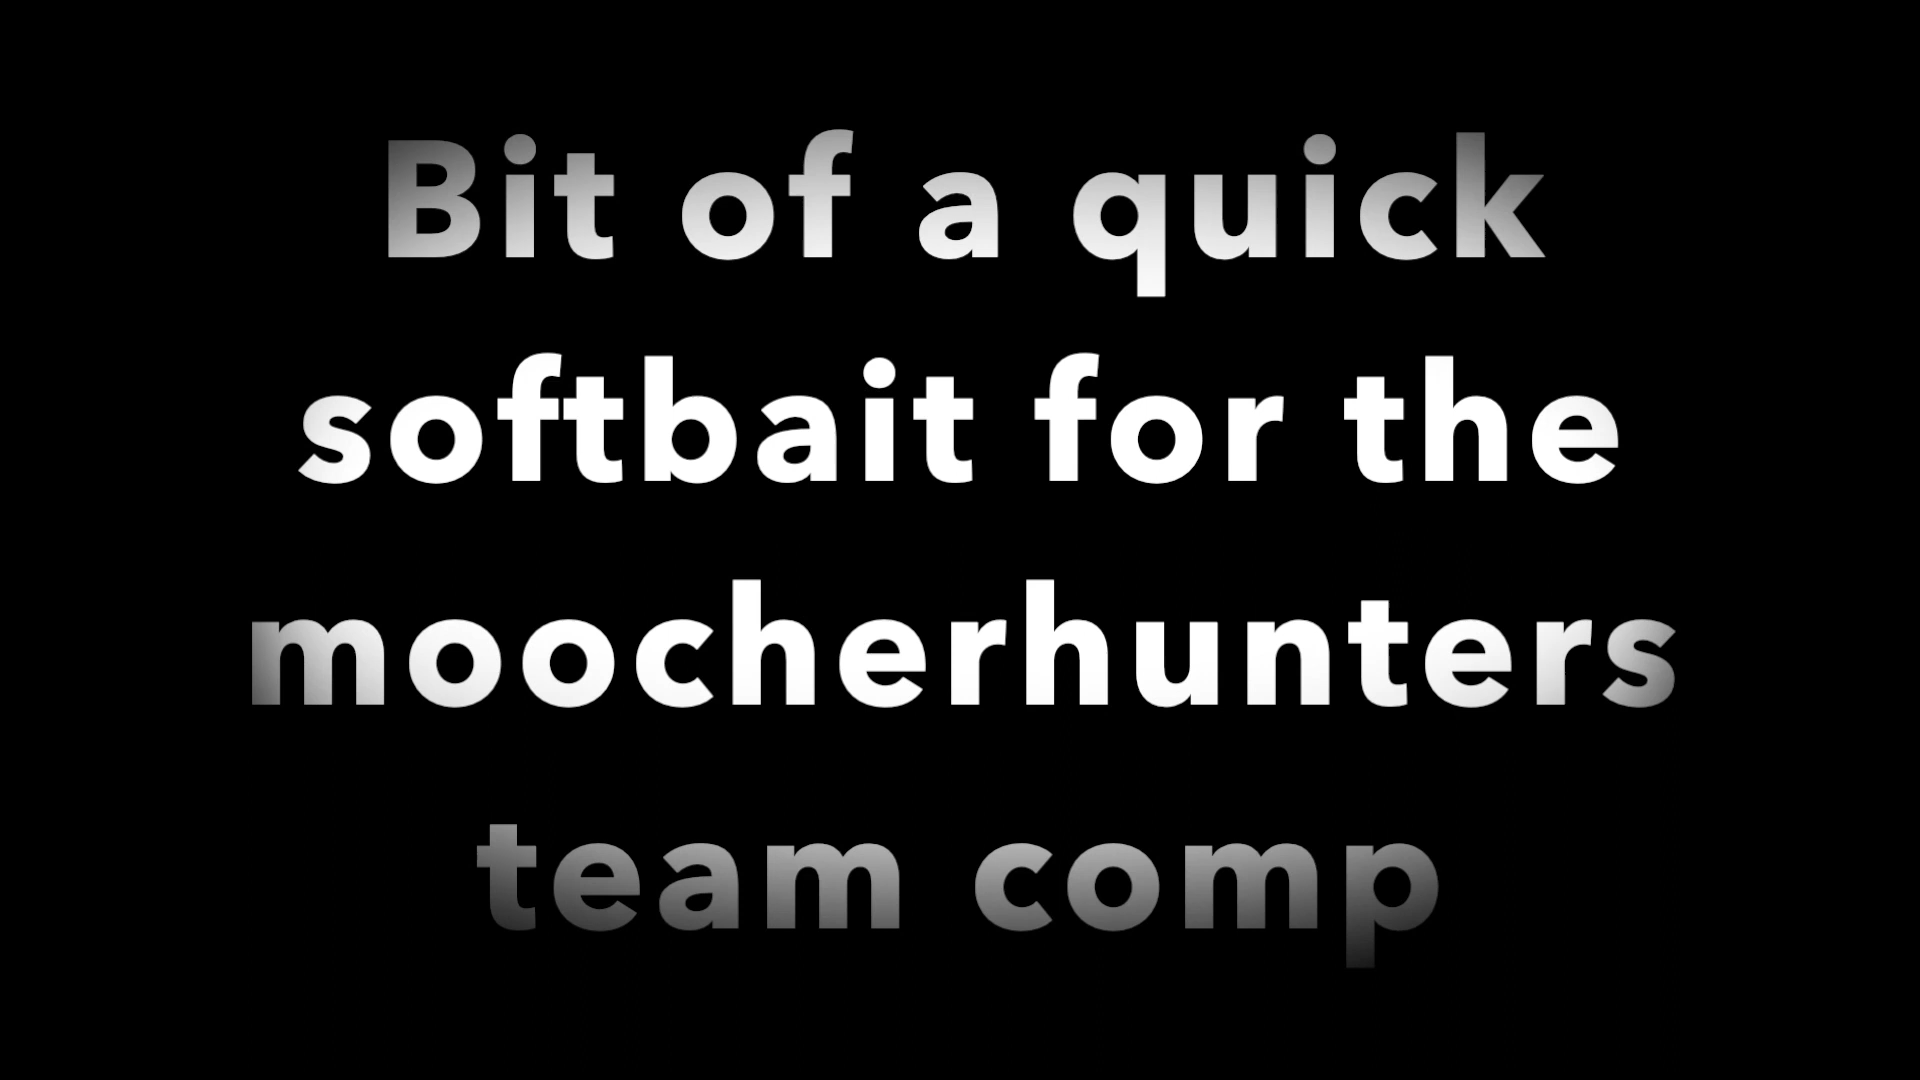 Bit of a quick
softbait for the
moocherhunters
team comp